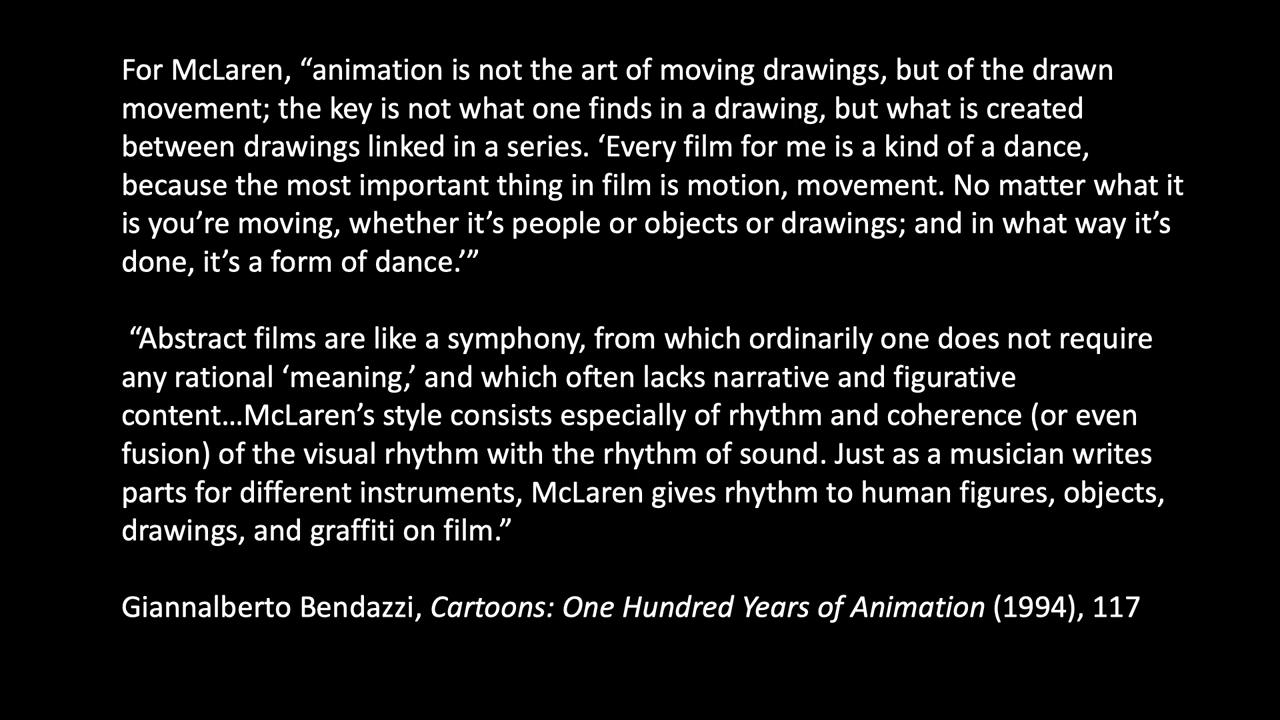 For McLaren, “animation is not the art of moving drawings, but of the drawn
movement; the key is not what one finds in a drawing, but what is created
between drawings linked in a series. ‘Every film for me is a kind of a dance,
because the most important thing in film is motion, movement. No matter what it
is you’re moving, whether it’s people or objects or drawings; and in what way it’s
done, it’s a form of dance.’”
“Abstract films are like a symphony, from which ordinarily one does not require
any rational ‘meaning,’ and which often lacks narrative and figurative
content…McLaren’s style consists especially of rhythm and coherence (or even
fusion) of the visual rhythm with the rhythm of sound. Just as a musician writes
parts for different instruments, McLaren gives rhythm to human figures, objects,
drawings, and graffiti on film.”
Giannalberto Bendazzi, Cartoons: One Hundred Years of Animation (1994), 117